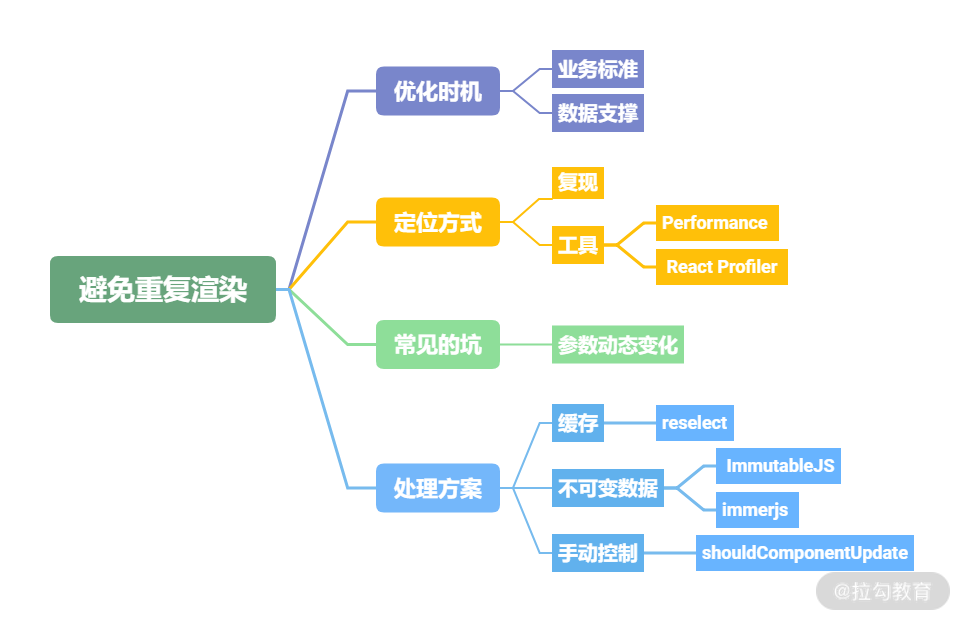 避免重复渲染
优化时机
业务标准
数据支撑
定位方式
复现
工具
Performance
React Profiler
常见的坑
参数动态变化
处理方案
缓存
reselect
不可变数据
ImmutableJS
immerjs
手动控制
shouldComponentUpdate
@拉勾教育